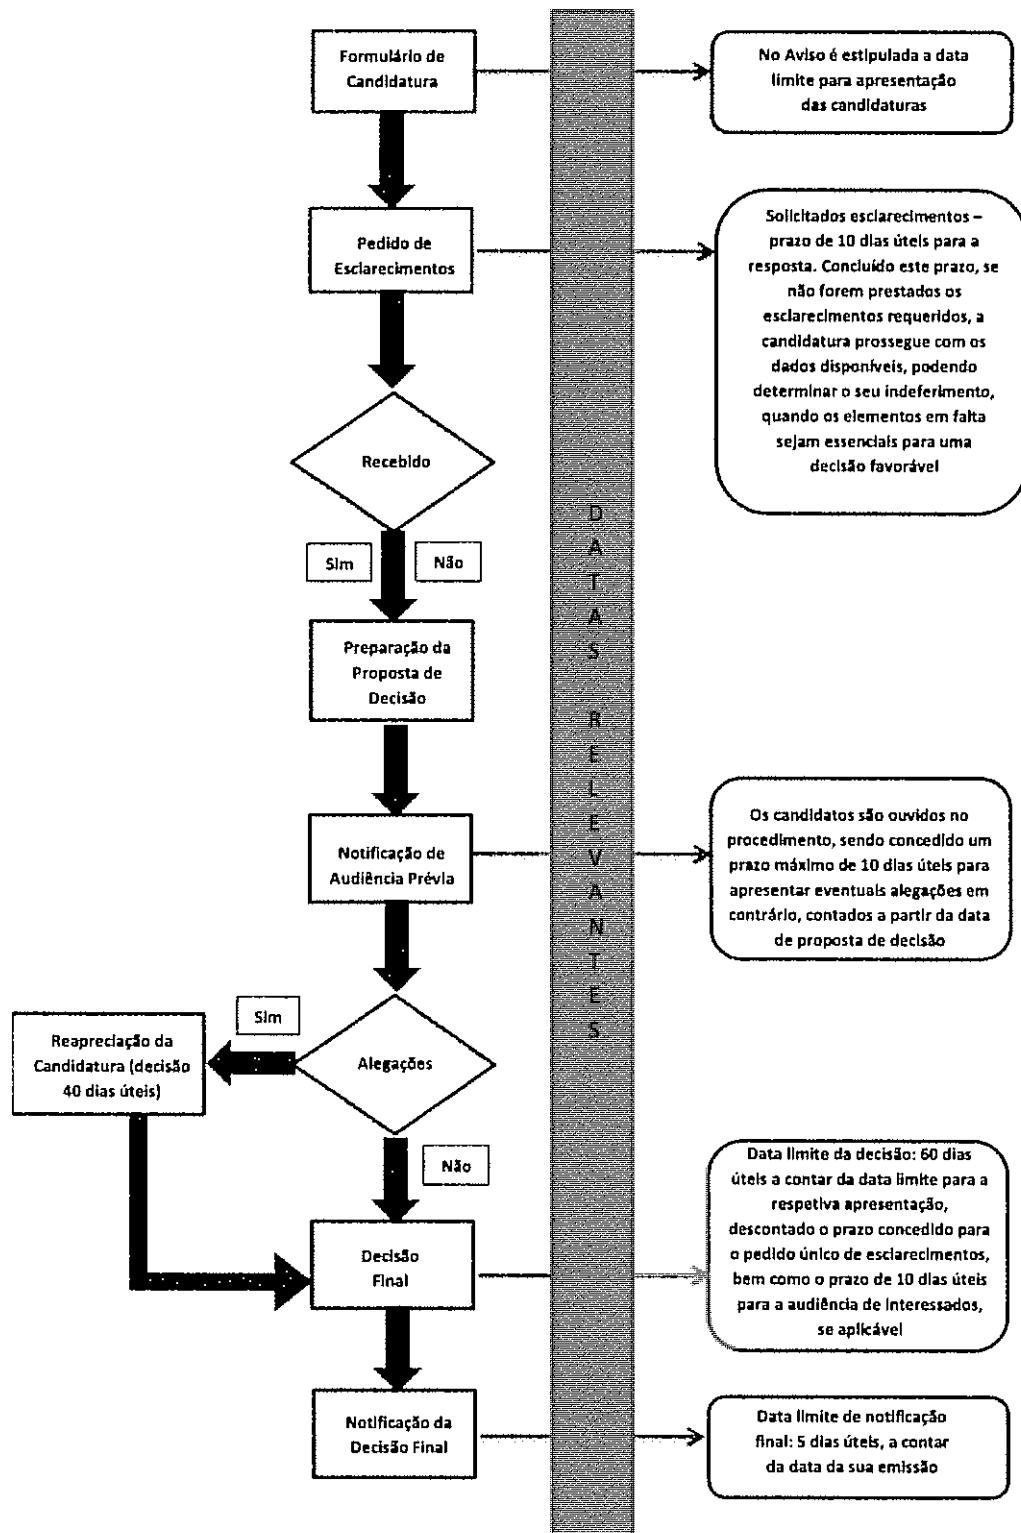 Formulário de
Candidatura
No Aviso é estipulada a data
limite para apresentação
das candidaturas
Pedido de
Esclarecimentos
Solicitados esclarecimentos –
prazo de 10 dias úteis para a
resposta. Concluído este prazo, se
não forem prestados os
esclarecimentos requeridos, a
candidatura prossegue com os
dados disponíveis, podendo
determinar o seu indeferimento,
quando os elementos em falta
sejam essenciais para uma
decisão favorável
Recebido
Sim
Não
DATAS RELEVANTES
Preparação da
Proposta de
Decisão
Notificação de
Audiência Prévia
Os candidatos são ouvidos no
procedimento, sendo concedido um
prazo máximo de 10 dias úteis para
apresentar eventuais alegações em
contrário, contados a partir da data
de proposta de decisão
Alegações
Sim
Reapreciação da
Candidatura (decisão
40 dias úteis)
Não
Decisão
Final
Data limite da decisão: 60 dias
úteis a contar da data limite para a
respetiva apresentação,
descontado o prazo concedido para
o pedido único de esclarecimentos,
bem como o prazo de 10 dias úteis
para a audiência de interessados,
se aplicável
Notificação da
Decisão Final
Data limite de notificação
final: 5 dias úteis, a contar
da data da sua emissão